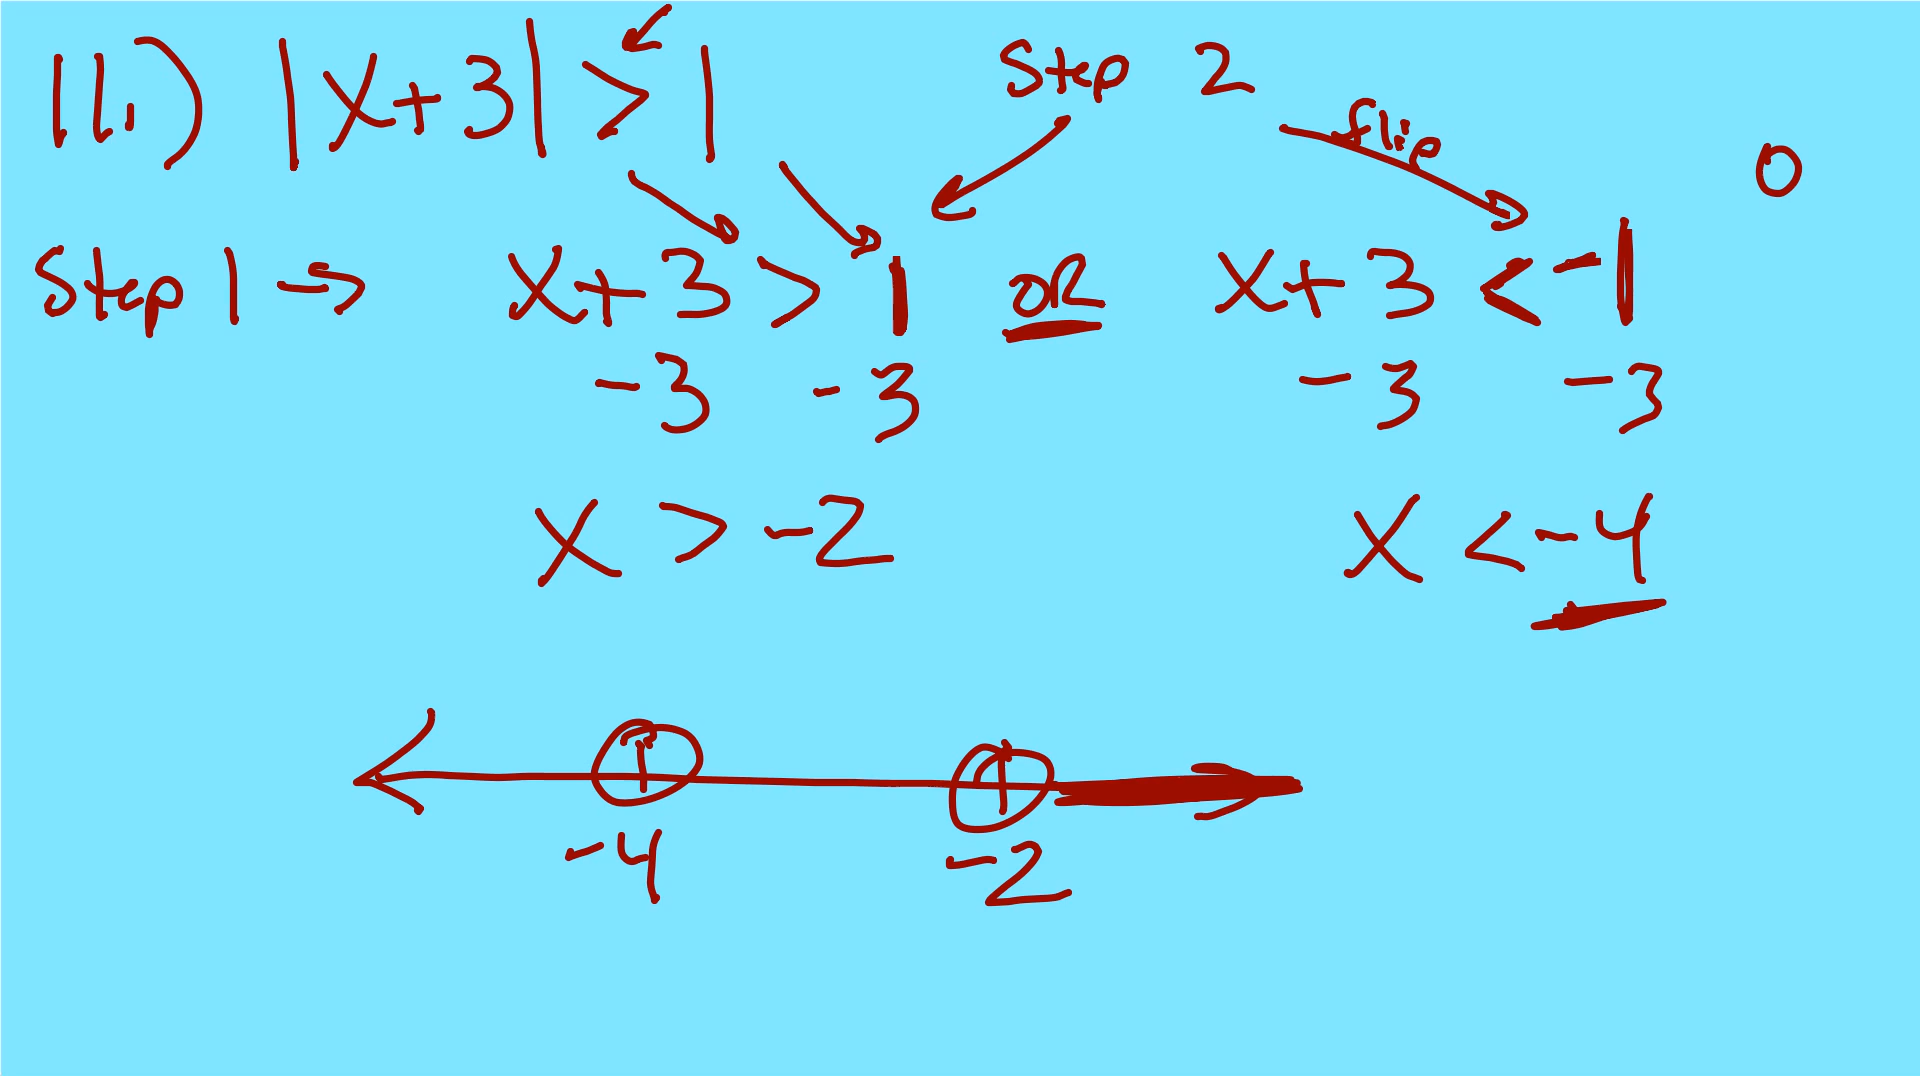 11.) |x+3| > 1
Step 2
flip
0
Step 1 → x+3 > 1 OR x+3 < -1
-3 -3 -3 -3
x > -2 x < -4
-4 -2